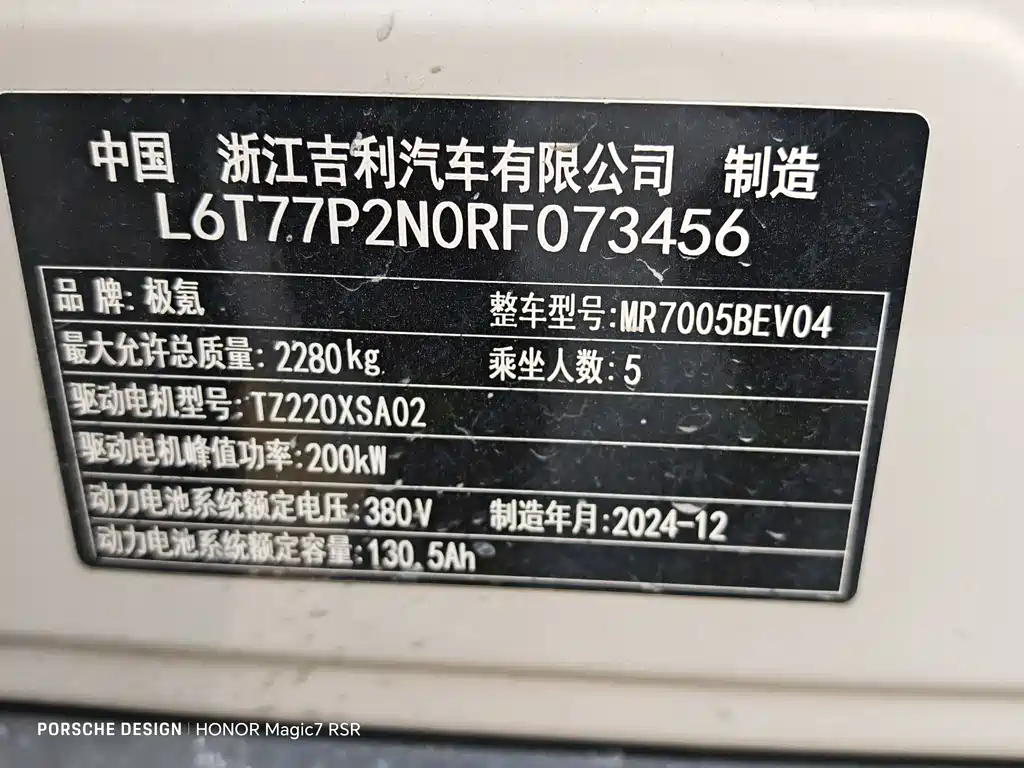 中国 浙江吉利汽车有限公司 制造
L6T77P2N0RF073456
品 牌: 极氪 整车型号:MR7005BEV04
最大允许总质量: 2280kg 乘坐人数: 5
驱动电机型号:TZ220XSA02
驱动电机峰值功率:200kW
动力电池系统额定电压:380V 制造年月:2024-12
动力电池系统额定容量:130.5Ah
PORSCHE DESIGN | HONOR Magic7 RSR